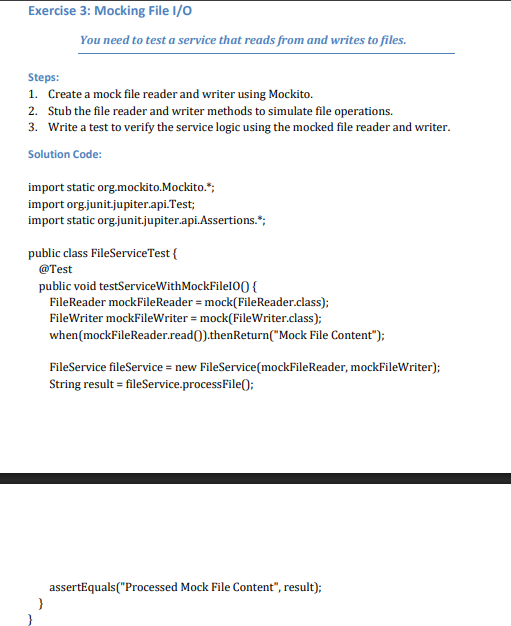 Exercise 3: Mocking File I/O
You need to test a service that reads from and writes to files.
Steps:
1. Create a mock file reader and writer using Mockito.
2. Stub the file reader and writer methods to simulate file operations.
3. Write a test to verify the service logic using the mocked file reader and writer.
Solution Code:
import static org.mockito.Mockito.*;
import org.junit.jupiter.api.Test;
import static org.junit.jupiter.api.Assertions.*;
public class FileServiceTest {
@Test
public void testServiceWithMockFileIO() {
FileReader mockFileReader = mock(FileReader.class);
FileWriter mockFileWriter = mock(FileWriter.class);
when(mockFileReader.read()).thenReturn("Mock File Content");
FileService fileService = new FileService(mockFileReader, mockFileWriter);
String result = fileService.processFile();
assertEquals("Processed Mock File Content", result);
}
}